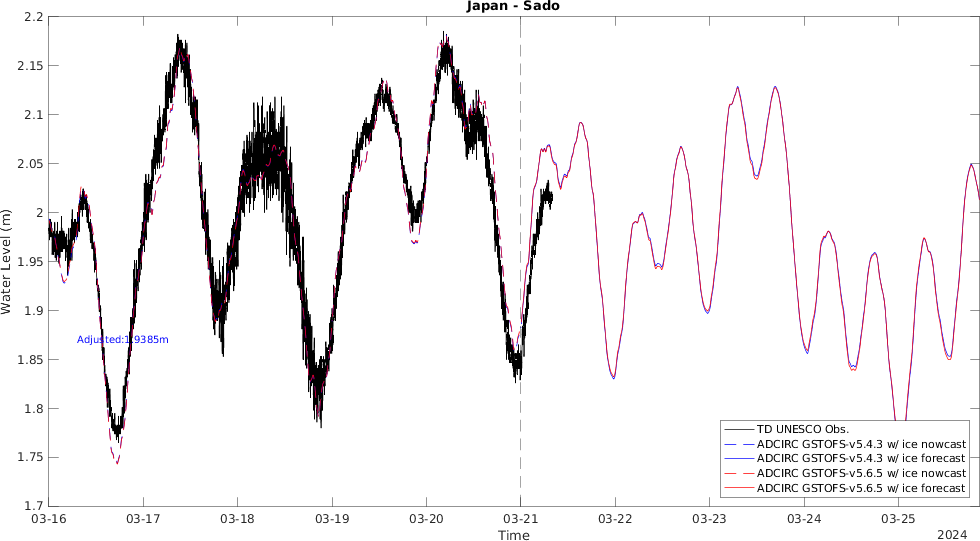 Japan - Sado
Water Level (m)
2.2
2.15
2.1
2.05
2
1.95
1.9
1.85
1.8
1.75
1.7
Adjusted:1.9385m
TD UNESCO Obs.
ADCIRC GSTOFS-v5.4.3 w/ ice nowcast
ADCIRC GSTOFS-v5.4.3 w/ ice forecast
ADCIRC GSTOFS-v5.6.5 w/ ice nowcast
ADCIRC GSTOFS-v5.6.5 w/ ice forecast
03-16 03-17 03-18 03-19 03-20 03-21 03-22 03-23 03-24 03-25
Time
2024